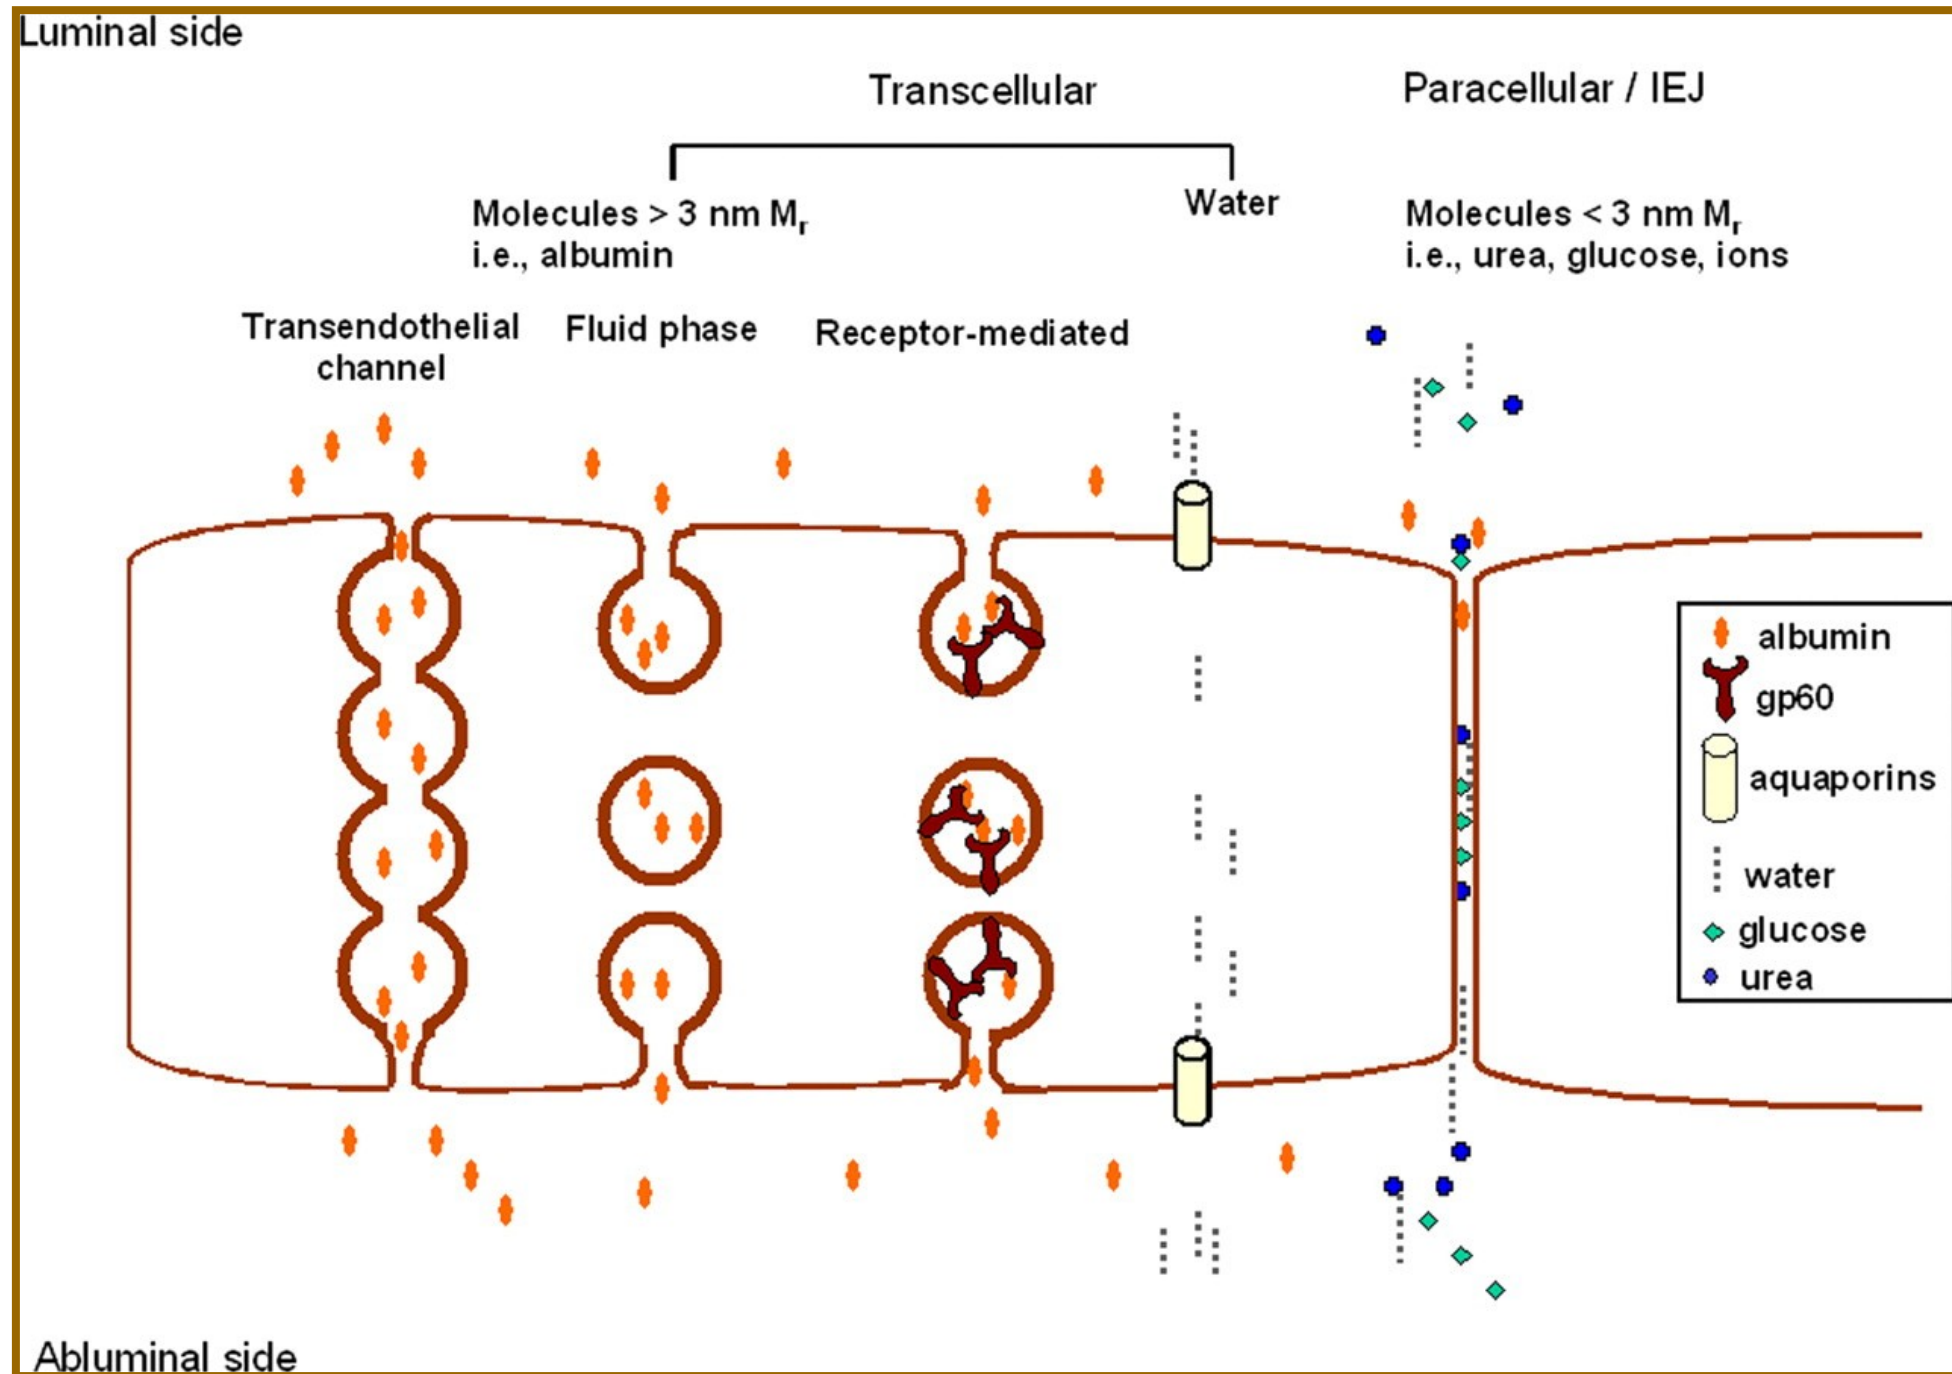 Luminal side
Transcellular
Paracellular / IEJ
Molecules > 3 nm Mr
i.e., albumin
Water
Molecules < 3 nm Mr
i.e., urea, glucose, ions
Transendothelial
channel
Fluid phase
Receptor-mediated
albumin
gp60
aquaporins
water
glucose
urea
Abluminal side